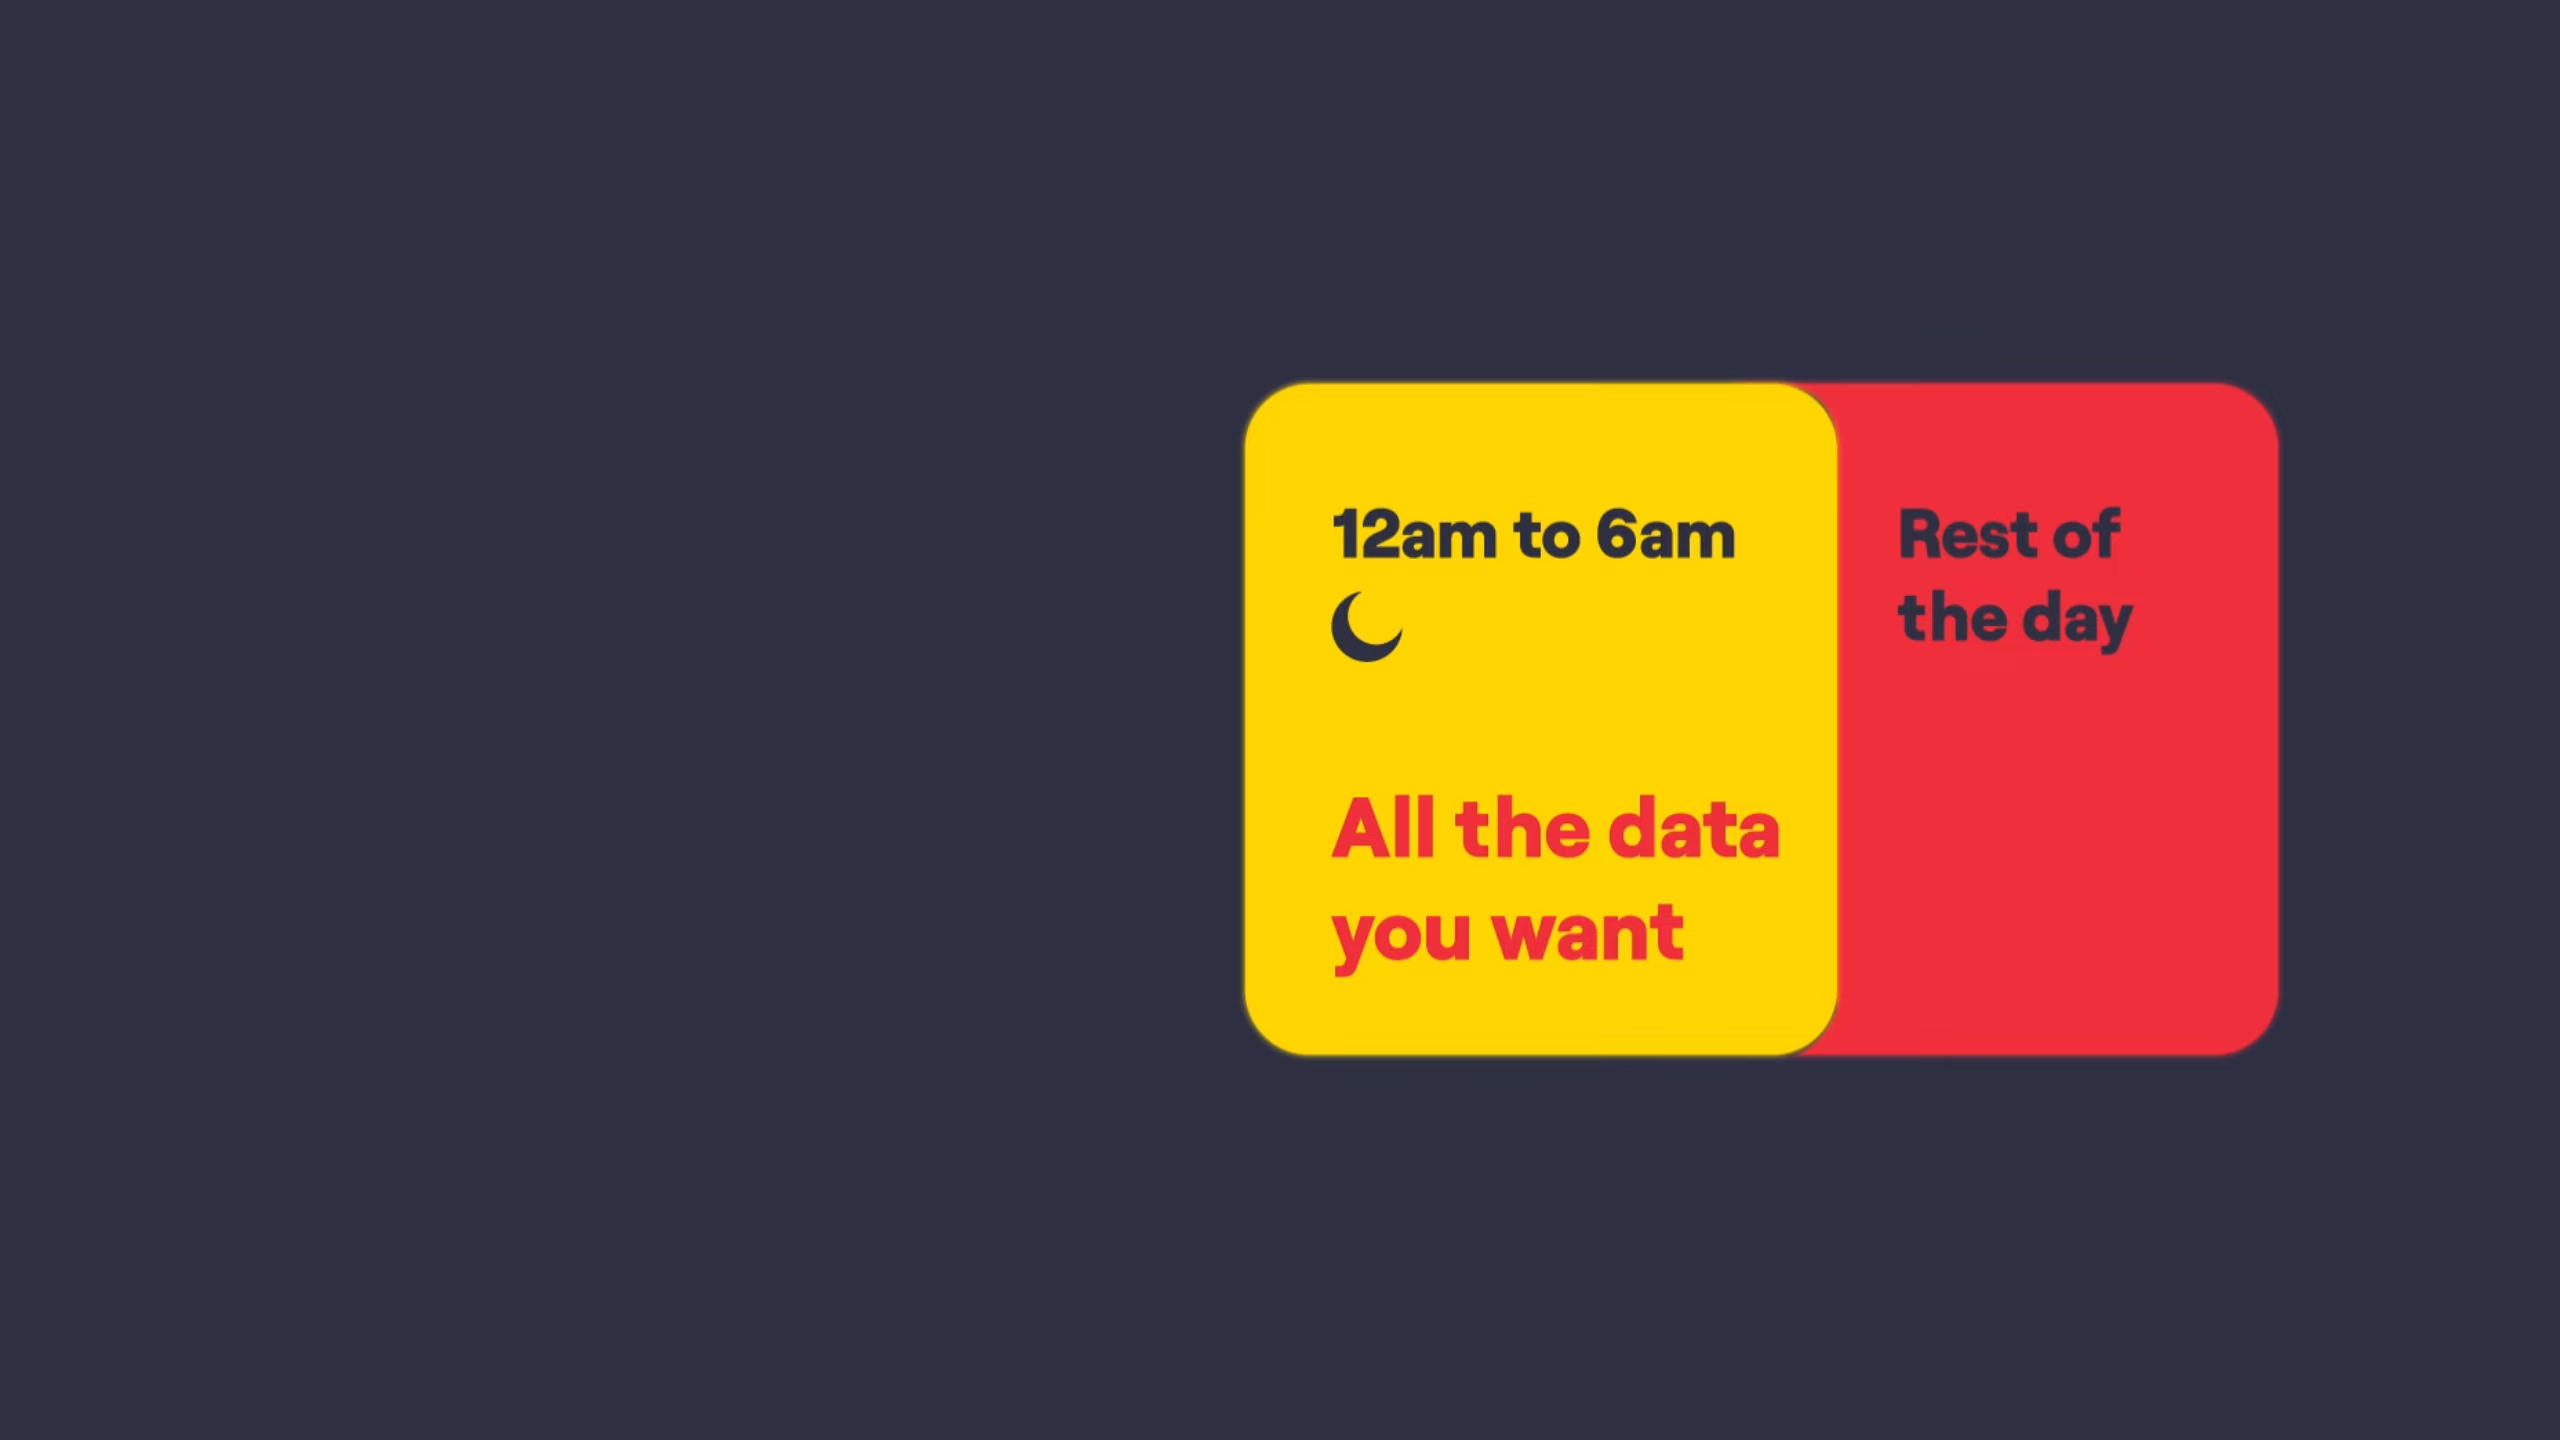 12am to 6am
All the data
you want
Rest of
the day